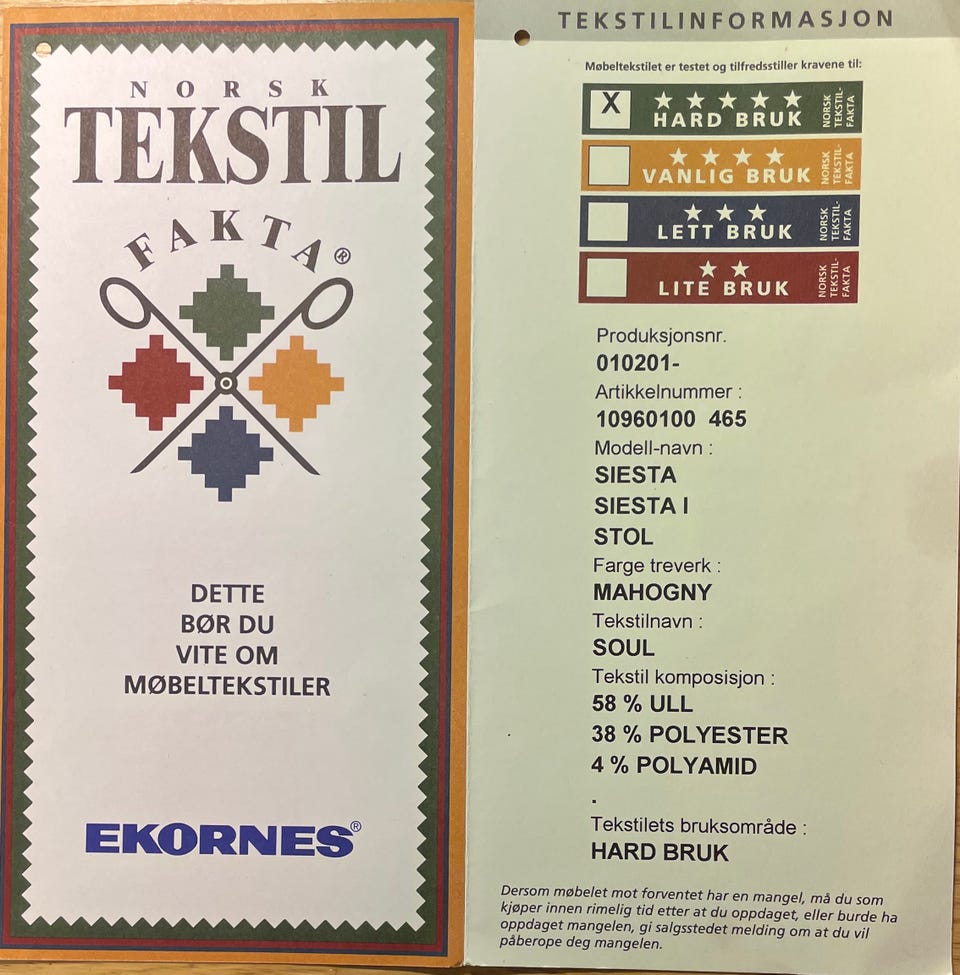 NORSK
TEKSTIL
FAKTA®
DETTE
BØR DU
VITE OM
MØBELTEKSTILER
EKORNES®
TEKSTILINFORMASJON
Møbeltekstilet er testet og tilfredsstiller kravene til:
X ★★★★★
HARD BRUK
NORSK
TEKSTIL-
FAKTA
★★★★
VANLIG BRUK
NORSK
TEKSTIL-
FAKTA
★★★
LETT BRUK
NORSK
TEKSTIL-
FAKTA
★★
LITE BRUK
NORSK
TEKSTIL-
FAKTA
Produksjonsnr.
010201-
Artikkelnummer :
10960100 465
Modell-navn :
SIESTA
SIESTA I
STOL
Farge treverk :
MAHOGNY
Tekstilnavn :
SOUL
Tekstil komposisjon :
58 % ULL
38 % POLYESTER
4 % POLYAMID
.
Tekstilets bruksområde :
HARD BRUK
Dersom møbelet mot forventet har en mangel, må du som
kjøper innen rimelig tid etter at du oppdaget, eller burde ha
oppdaget mangelen, gi salgsstedet melding om at du vil
påberope deg mangelen.